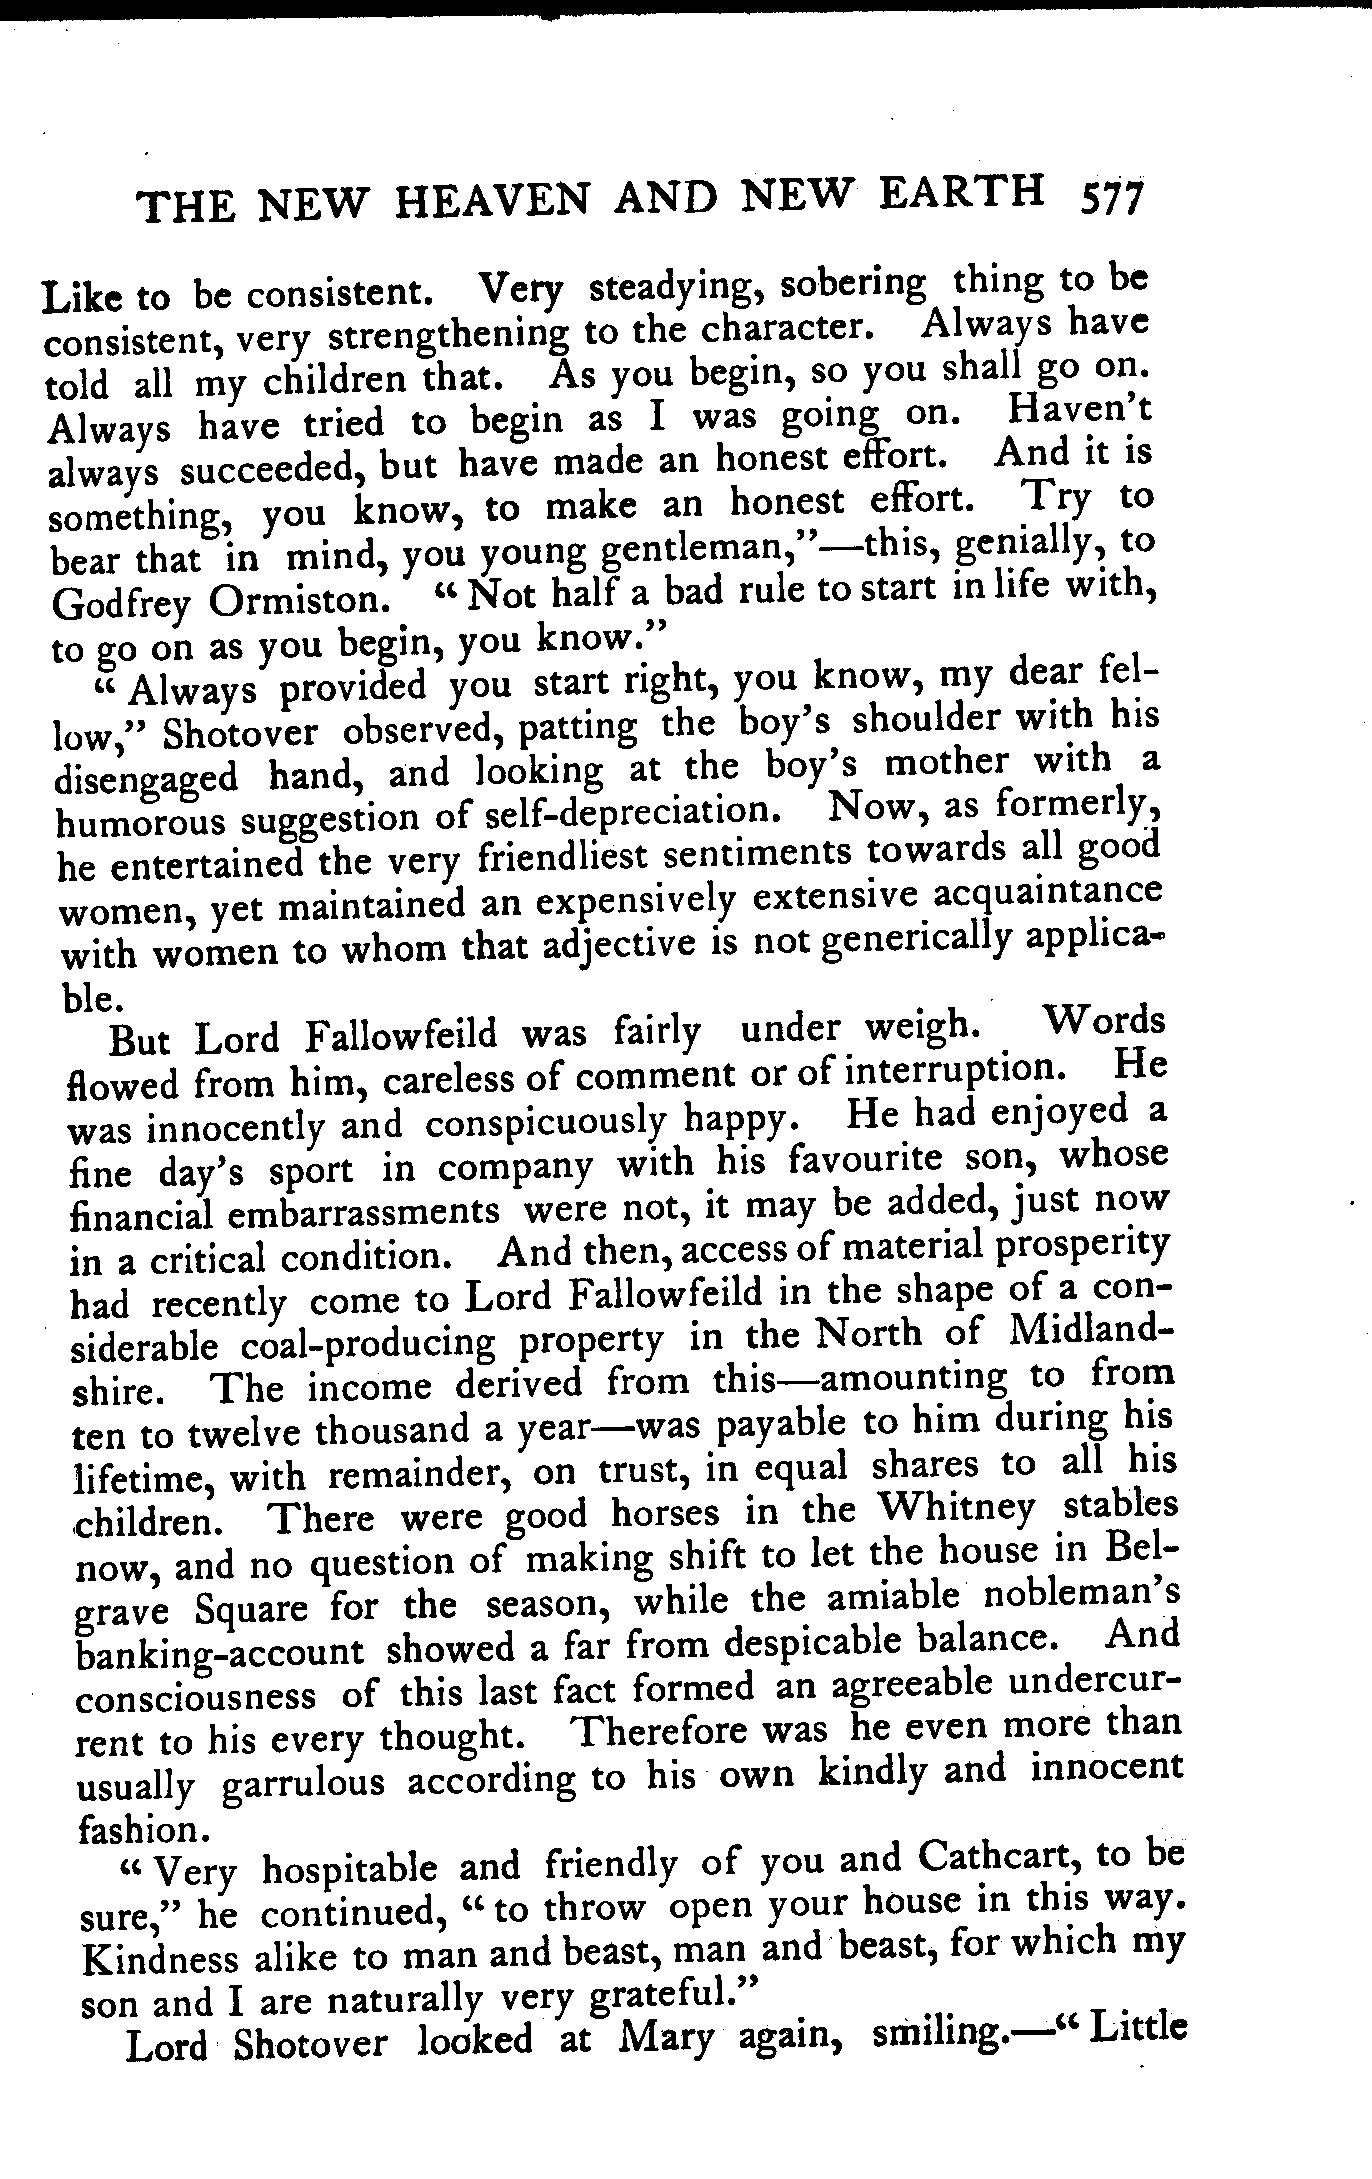 THE NEW HEAVEN AND NEW EARTH 577
Like to be consistent. Very steadying, sobering thing to be
consistent, very strengthening to the character. Always have
told all my children that. As you begin, so you shall go on.
Always have tried to begin as I was going on. Haven't
always succeeded, but have made an honest effort. And it is
something, you know, to make an honest effort. Try to
bear that in mind, you young gentleman,”—this, genially, to
Godfrey Ormiston. “Not half a bad rule to start in life with,
to go on as you begin, you know.”
“Always provided you start right, you know, my dear fel-
low,” Shotover observed, patting the boy's shoulder with his
disengaged hand, and looking at the boy's mother with a
humorous suggestion of self-depreciation. Now, as formerly,
he entertained the very friendliest sentiments towards all good
women, yet maintained an expensively extensive acquaintance
with women to whom that adjective is not generically applica-
ble.
But Lord Fallowfeild was fairly under weigh. Words
flowed from him, careless of comment or of interruption. He
was innocently and conspicuously happy. He had enjoyed a
fine day's sport in company with his favourite son, whose
financial embarrassments were not, it may be added, just now
in a critical condition. And then, access of material prosperity
had recently come to Lord Fallowfeild in the shape of a con-
siderable coal-producing property in the North of Midland-
shire. The income derived from this—amounting to from
ten to twelve thousand a year—was payable to him during his
lifetime, with remainder, on trust, in equal shares to all his
children. There were good horses in the Whitney stables
now, and no question of making shift to let the house in Bel-
grave Square for the season, while the amiable nobleman's
banking-account showed a far from despicable balance. And
consciousness of this last fact formed an agreeable undercur-
rent to his every thought. Therefore was he even more than
usually garrulous according to his own kindly and innocent
fashion.
“Very hospitable and friendly of you and Cathcart, to be
sure,” he continued, “to throw open your house in this way.
Kindness alike to man and beast, man and beast, for which my
son and I are naturally very grateful.”
Lord Shotover looked at Mary again, smiling.—“Little